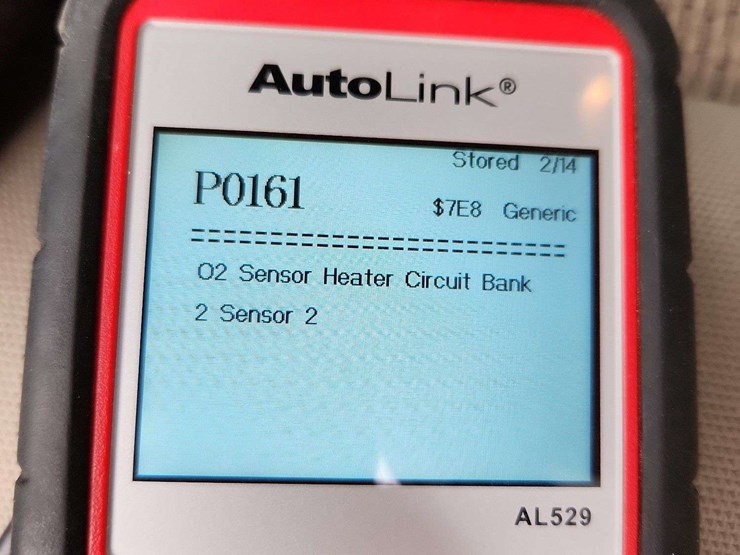 AutoLink®
Stored 2/14
P0161
$7E8 Generic
==============================
O2 Sensor Heater Circuit Bank
2 Sensor 2
AL529